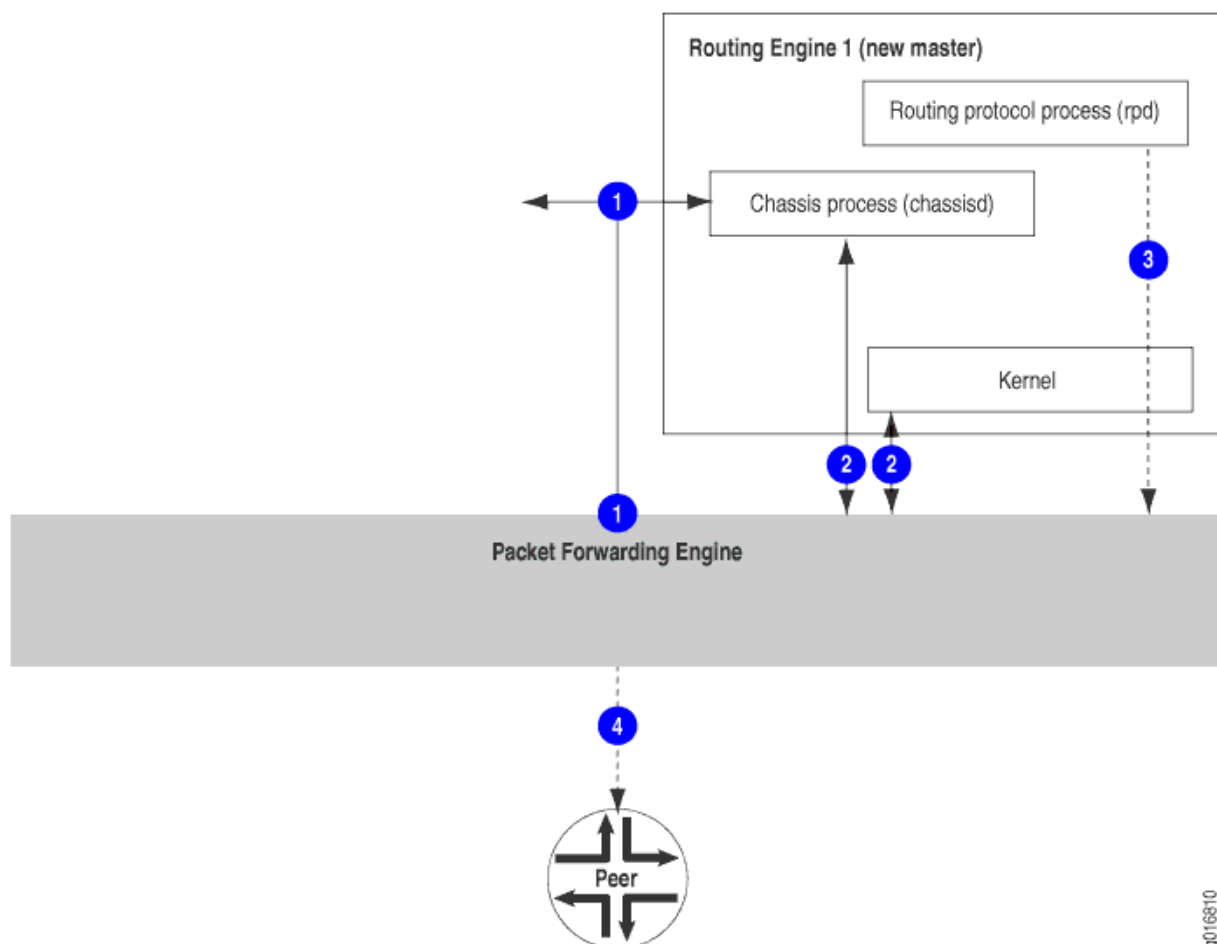 Routing Engine 1 (new master)
Routing protocol process (rpd)
1
Chassis process (chassisd)
3
Kernel
2
2
1
Packet Forwarding Engine
4
Peer